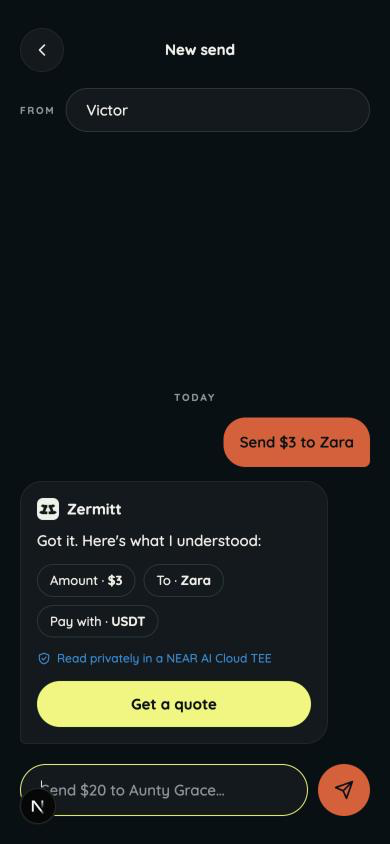 New send
FROM
Victor
TODAY
Send $3 to Zara
Zermitt
Got it. Here's what I understood:
Amount · $3
To · Zara
Pay with · USDT
Read privately in a NEAR AI Cloud TEE
Get a quote
Send $20 to Aunty Grace...
N